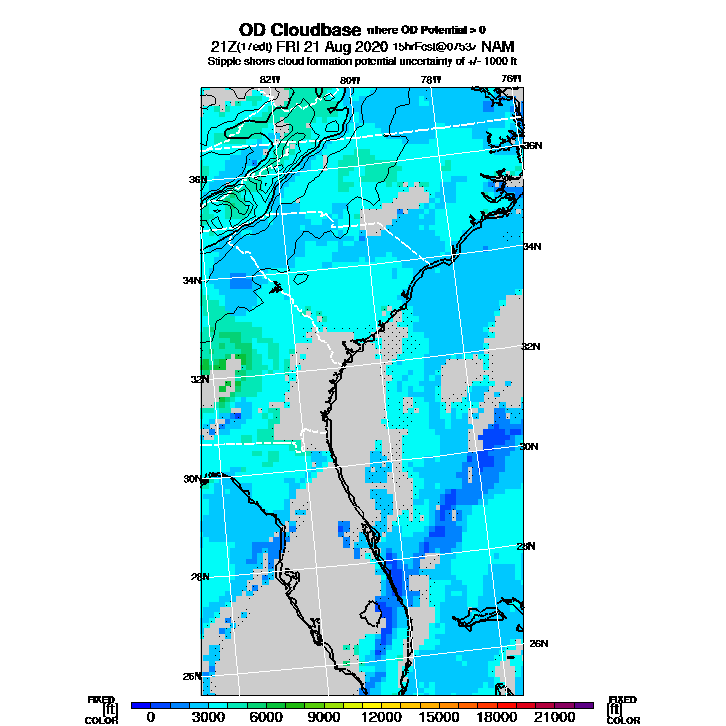 OD Cloudbase where OD Potential > 0
21Z(17edt) FRI 21 Aug 2020 15hrFcst@0753z NAM
Stipple shows cloud formation potential uncertainty of +/- 1000 ft
82W 80W 78W 76W
36N
36N
34N
34N
32N
32N
30N
30N
28N
28N
26N
26N
FIXED [ft] COLOR
0 3000 6000 9000 12000 15000 18000 21000
FIXED [ft] COLOR